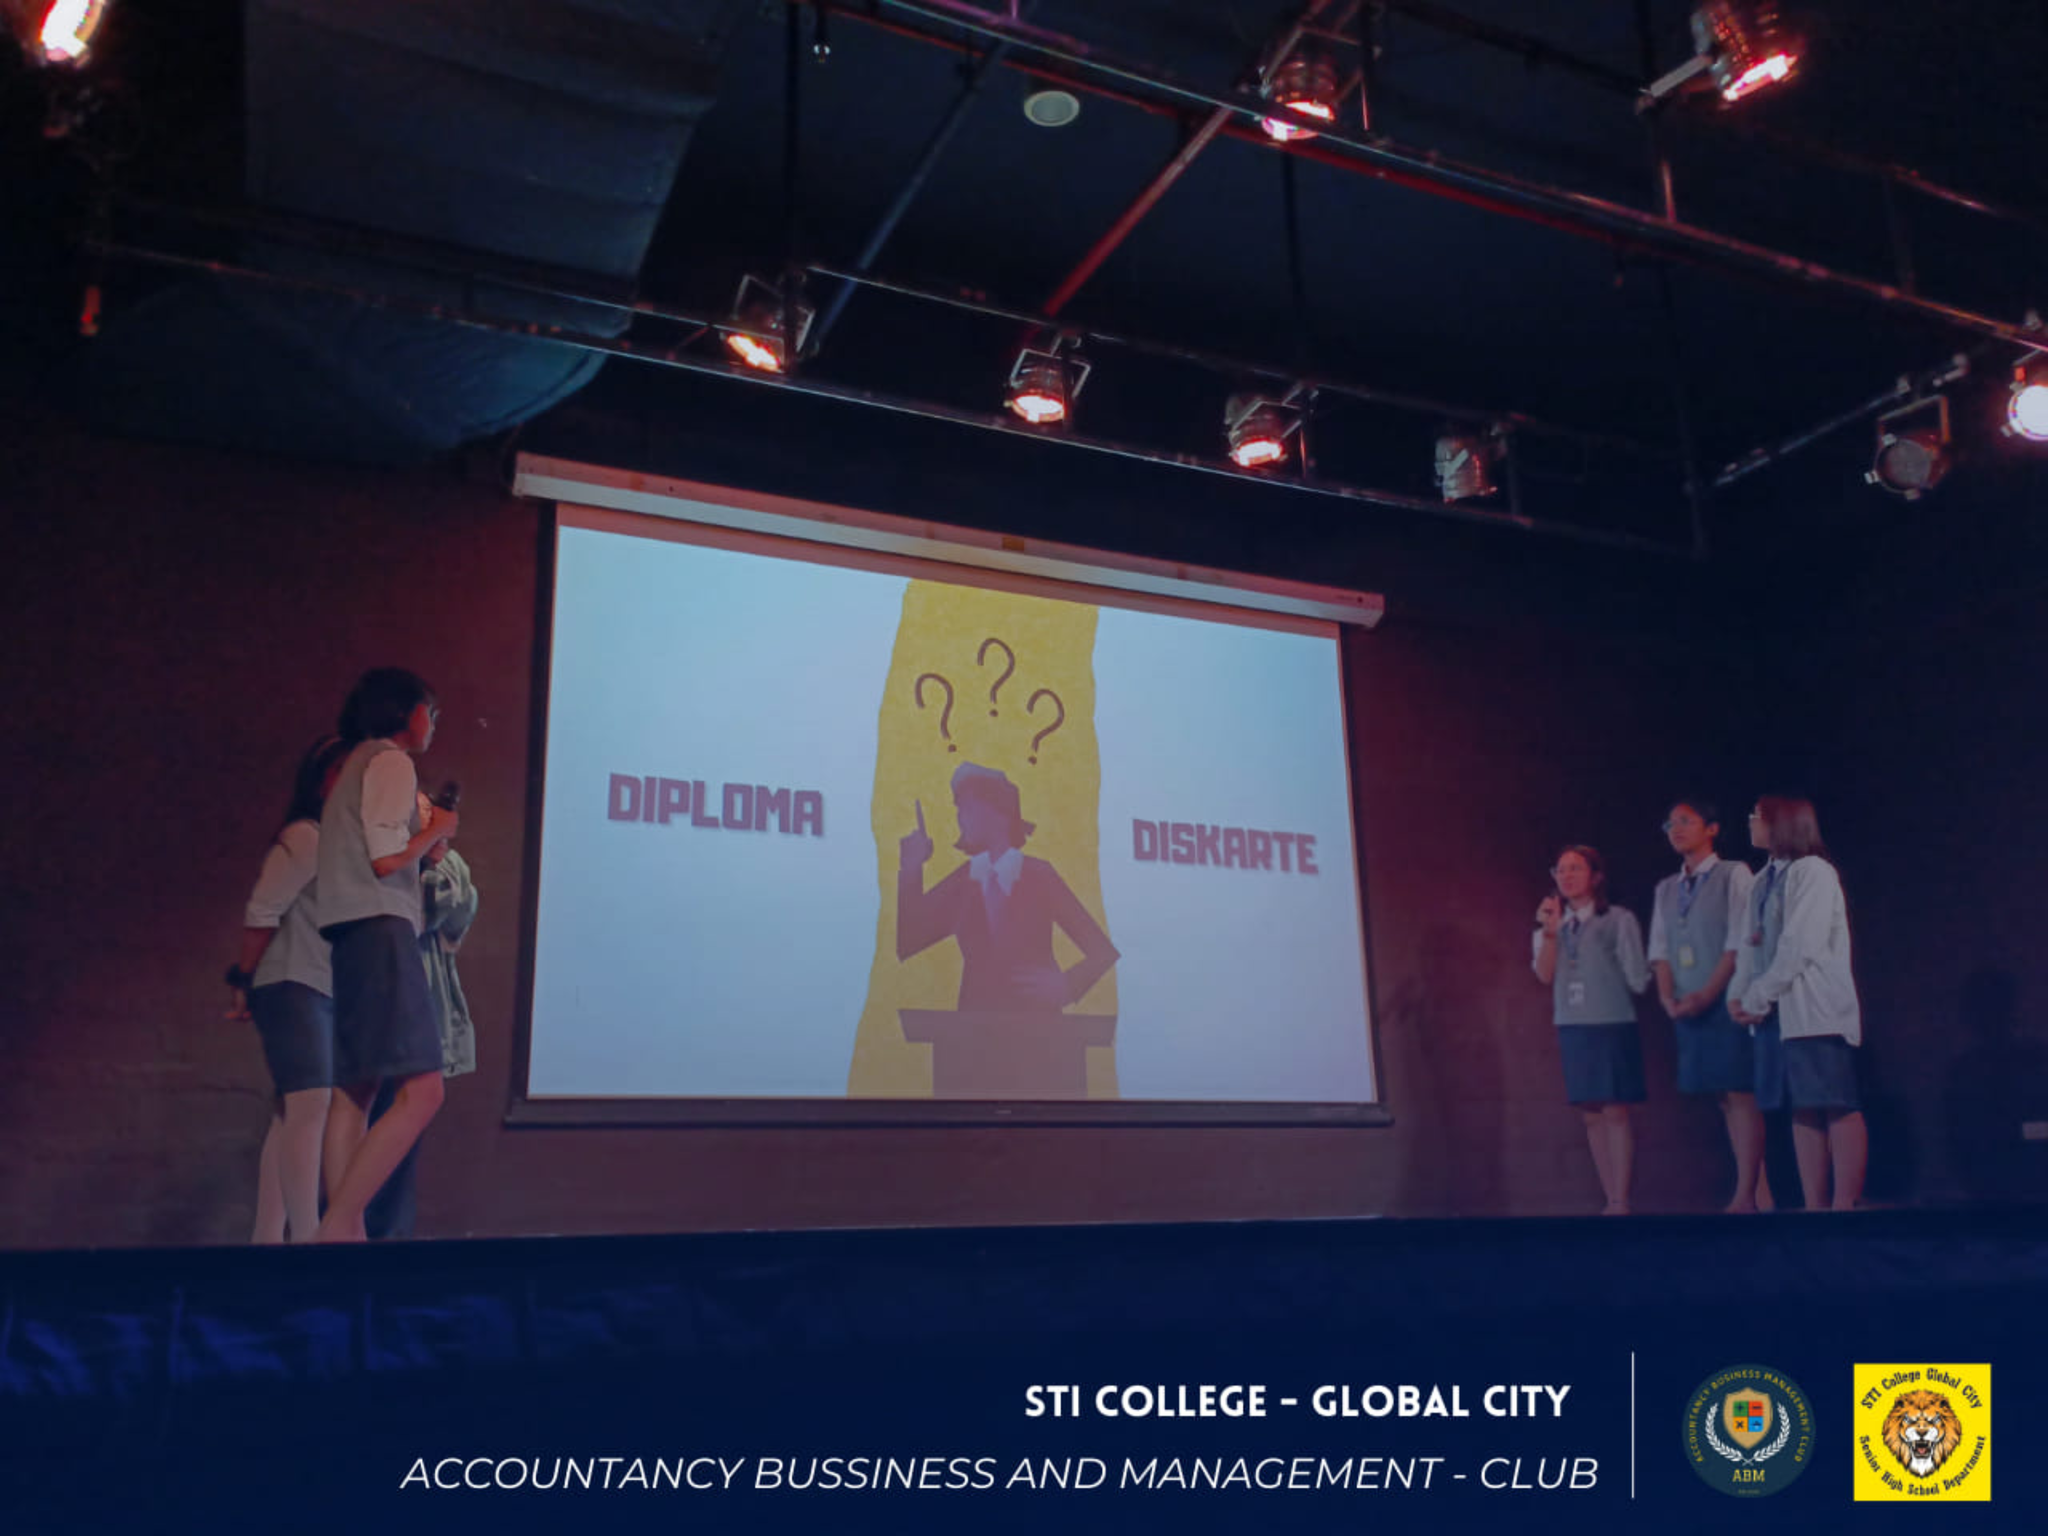 ? ? ?
DIPLOMA
DISKARTE
STI COLLEGE - GLOBAL CITY
ACCOUNTANCY BUSSINESS AND MANAGEMENT - CLUB
ACCOUNTANCY BUSINESS MANAGEMENT CLUB
ABM
STI College Global City
Senior High School Department